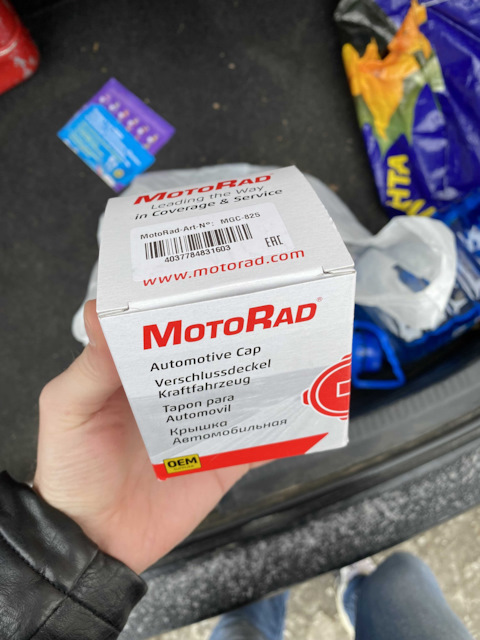 MOTORAD
Leading the Way
in Coverage & Service
MotoRad-Art-N°: MGC-825
4037784831603
EAC
www.motorad.com
MOTORAD®
Automotive Cap
Verschlussdeckel
Kraftfahrzeug
Tapon para
Automovil
Крышка
Автомобильная
OEM
НТА